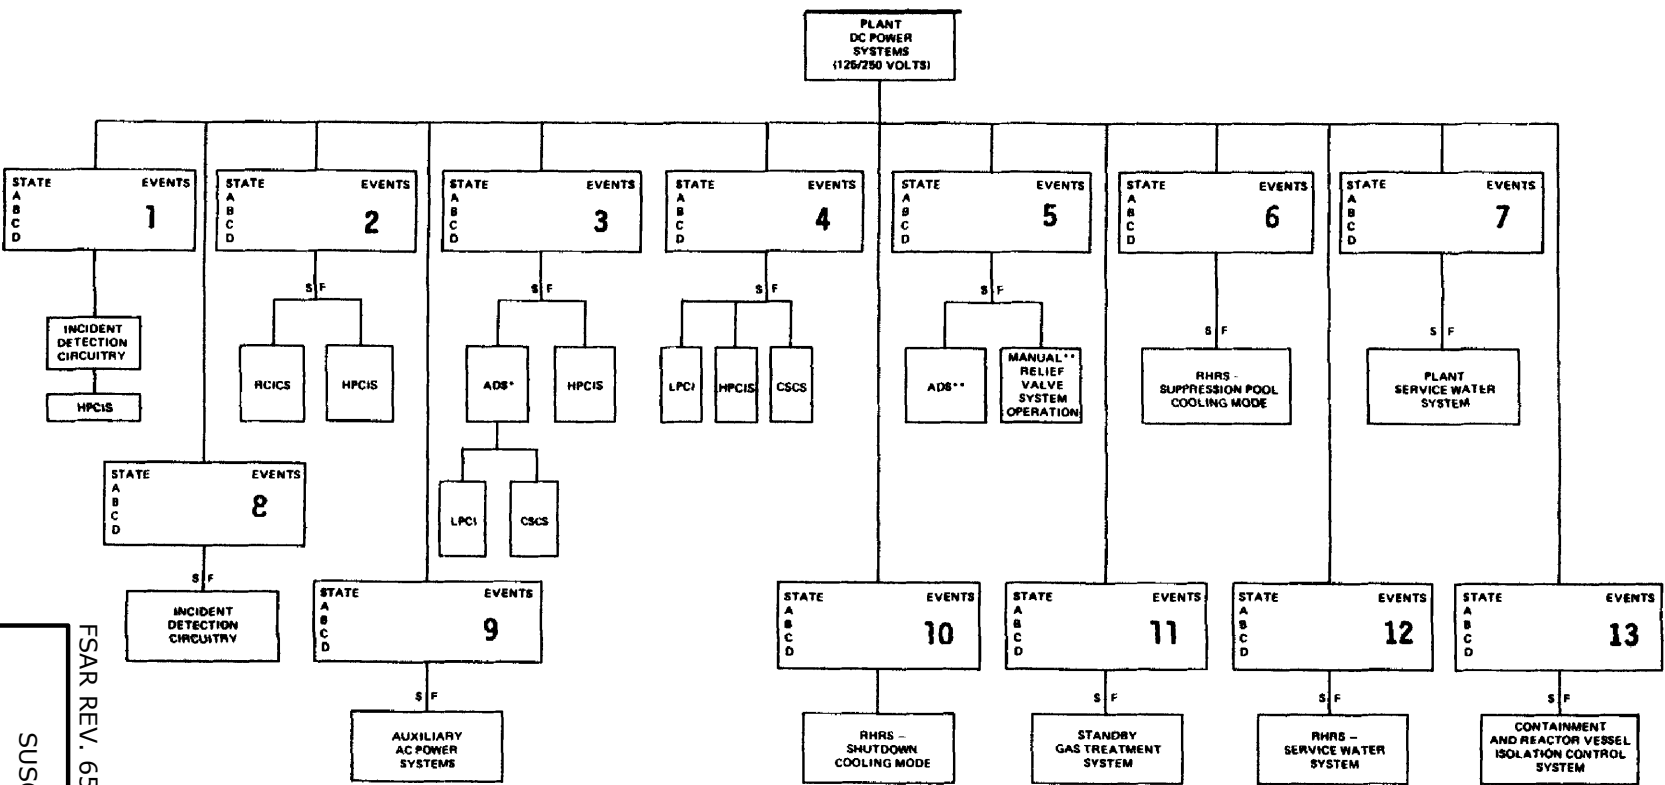 PLANT
DC POWER
SYSTEMS
(125/250 VOLTS)
STATE EVENTS
A
B
C
D
1
STATE EVENTS
A
B
C
D
2
STATE EVENTS
A
B
C
D
3
STATE EVENTS
A
B
C
D
4
STATE EVENTS
A
B
C
D
5
STATE EVENTS
A
B
C
D
6
STATE EVENTS
A
B
C
D
7
INCIDENT
DETECTION
CIRCUITRY
HPCIS
S F
RCICS
HPCIS
S F
ADS*
HPCIS
LPCI
CSCS
S F
LPCI
HPCIS
CSCS
S F
ADS**
MANUAL**
RELIEF
VALVE
SYSTEM
OPERATION
S F
RHRS -
SUPPRESSION POOL
COOLING MODE
S F
PLANT
SERVICE WATER
SYSTEM
STATE EVENTS
A
B
C
D
8
S F
INCIDENT
DETECTION
CIRCUITRY
STATE EVENTS
A
B
C
D
9
S F
AUXILIARY
AC POWER
SYSTEMS
STATE EVENTS
A
B
C
D
10
RHRS –
SHUTDOWN
COOLING MODE
STATE EVENTS
A
B
C
D
11
S F
STANDBY
GAS TREATMENT
SYSTEM
STATE EVENTS
A
B
C
D
12
S F
RHRS –
SERVICE WATER
SYSTEM
STATE EVENTS
A
B
C
D
13
S F
CONTAINMENT
AND REACTOR VESSEL
ISOLATION CONTROL
SYSTEM
FSAR REV. 65